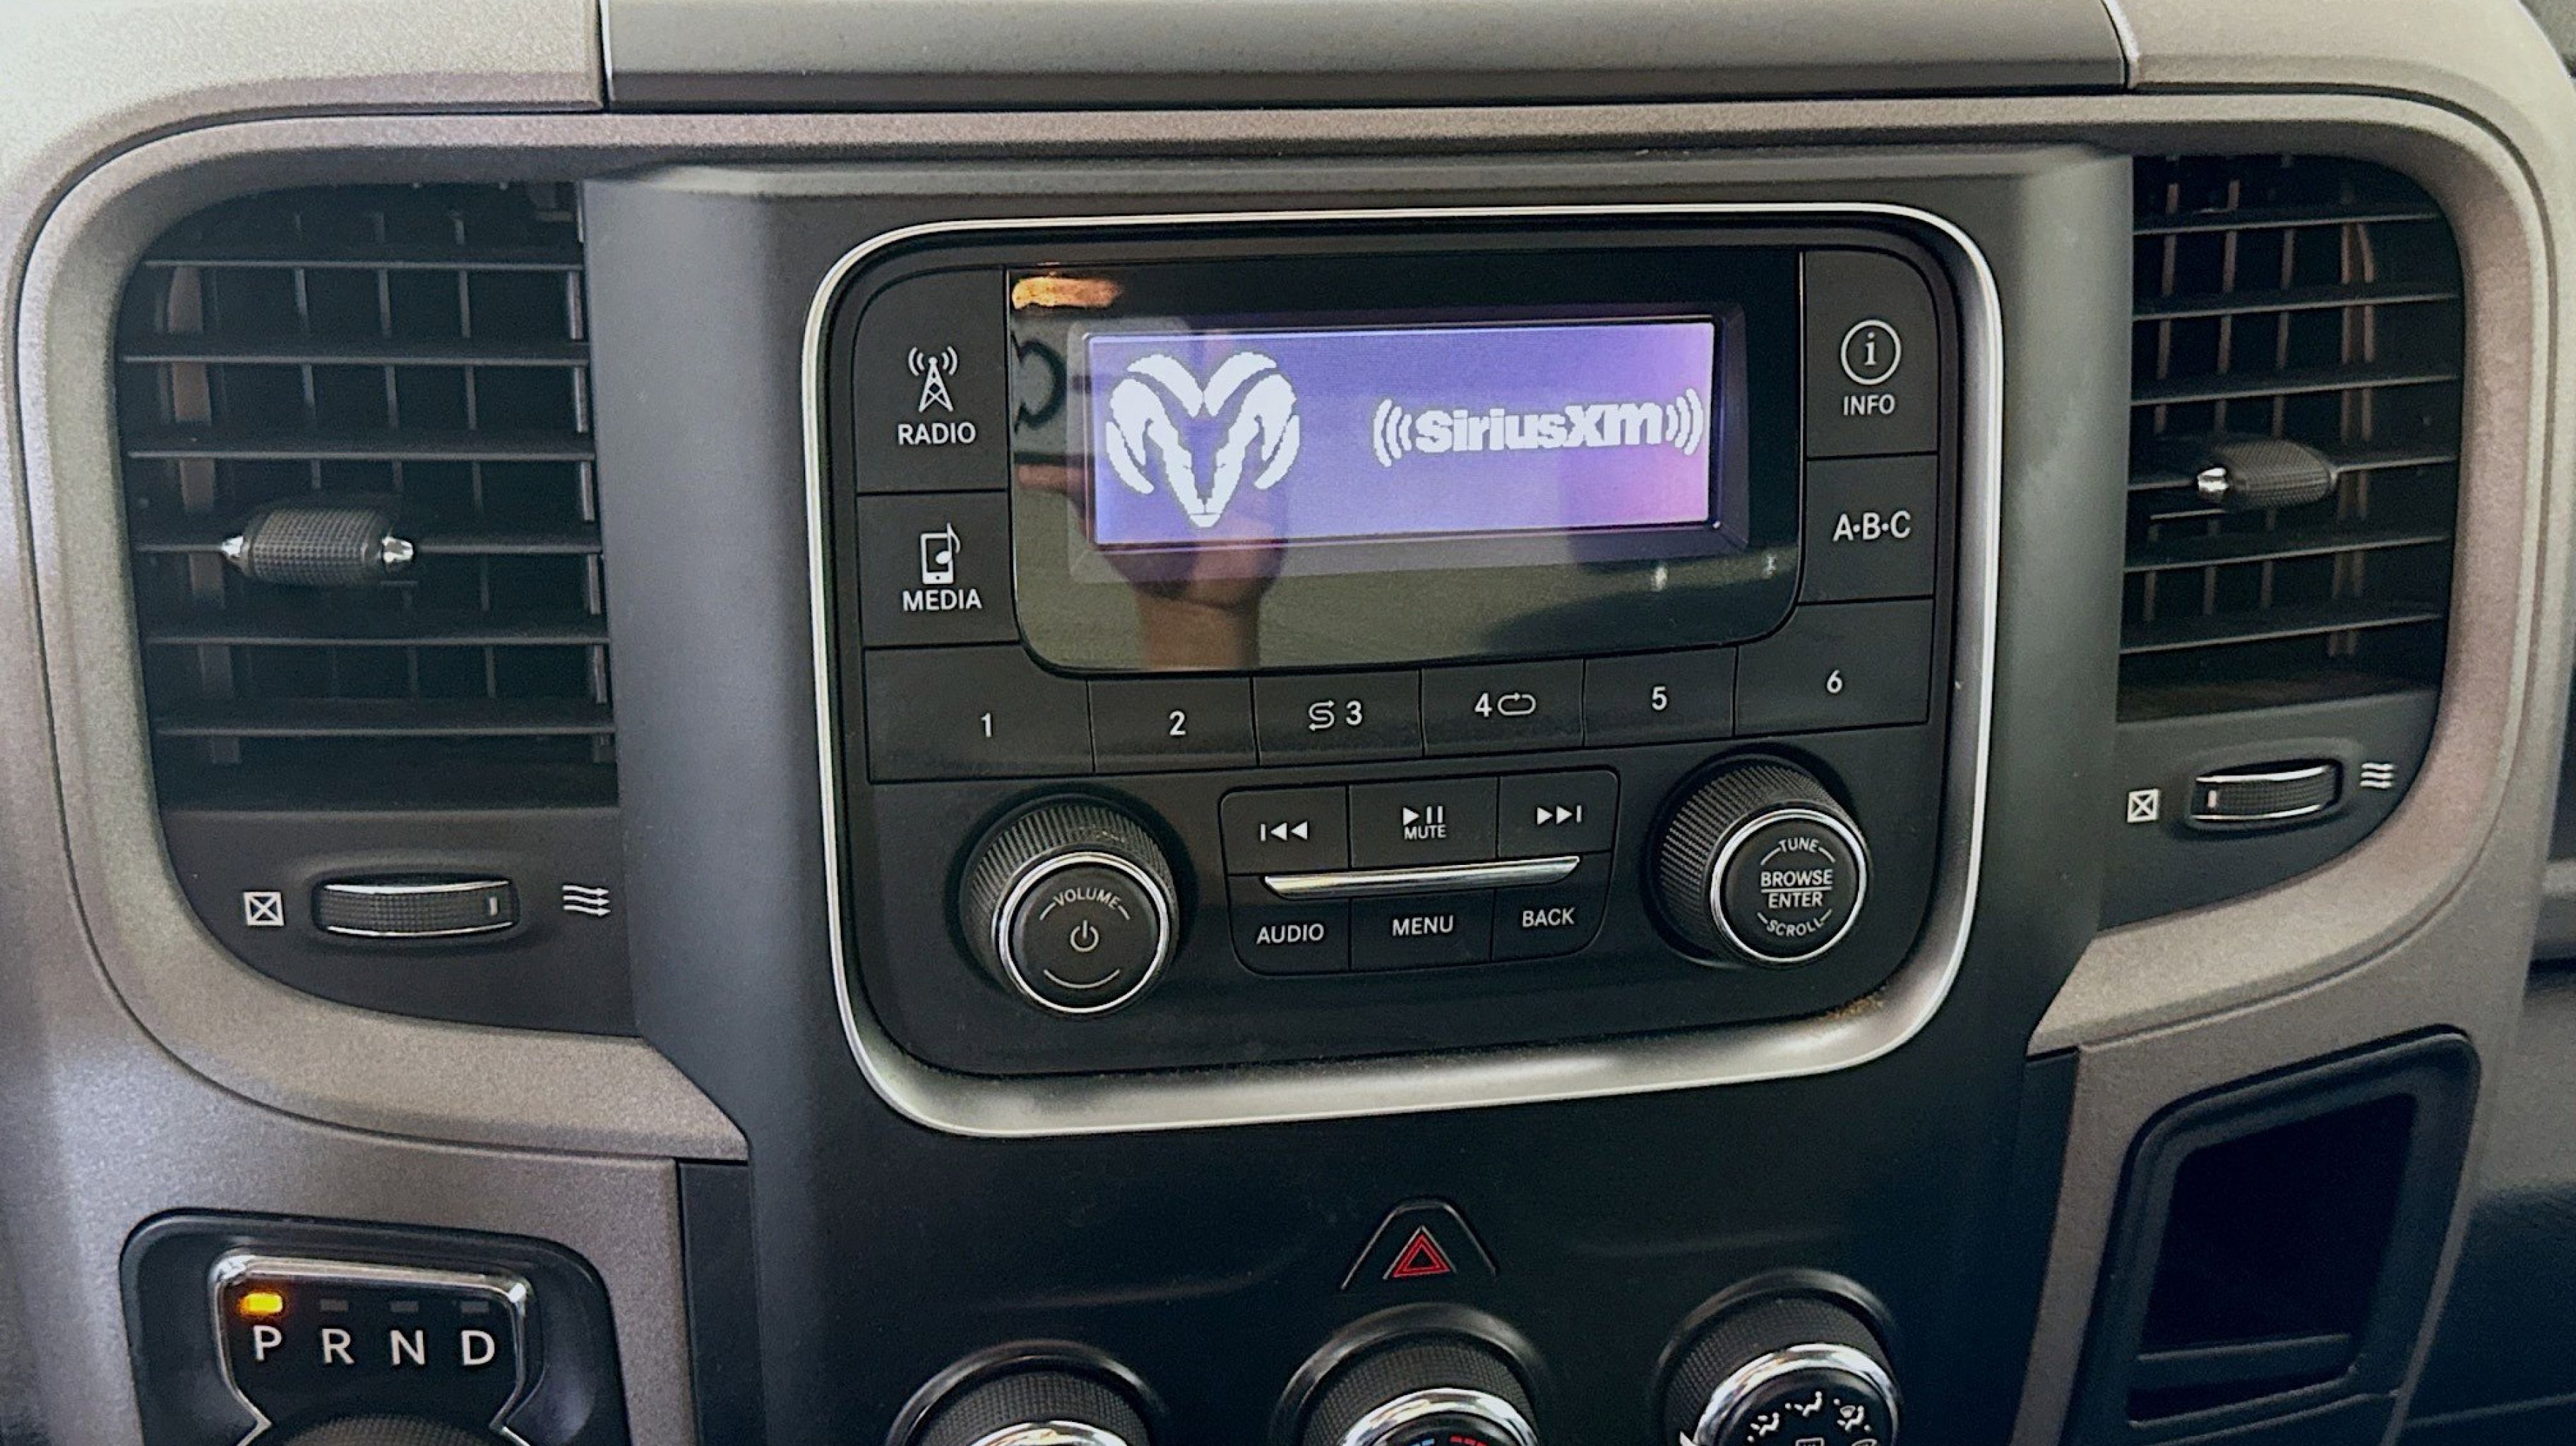 SiriusXM
RADIO
INFO
MEDIA
A·B·C
1 2 3 4 5 6
MUTE
VOLUME
TUNE
BROWSE
ENTER
SCROLL
AUDIO MENU BACK
P R N D